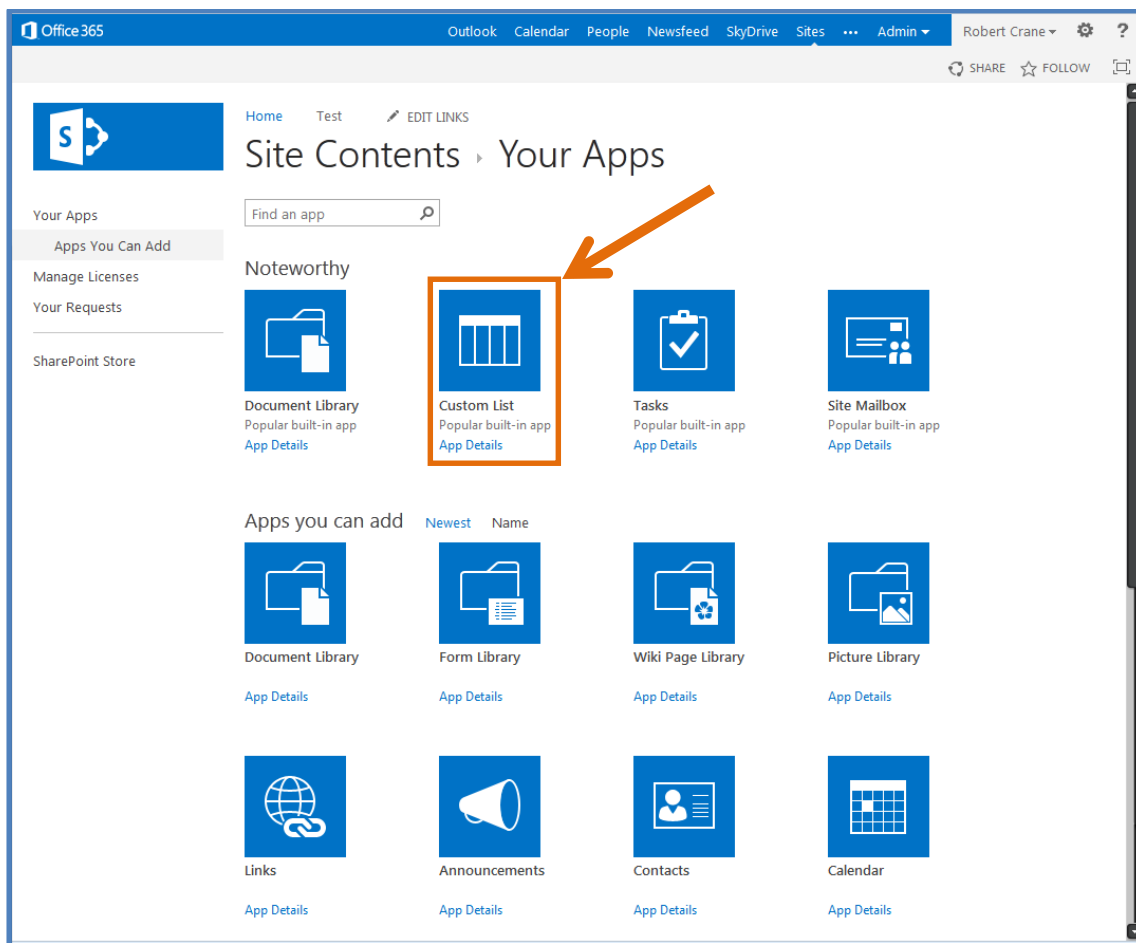 Office 365 Outlook Calendar People Newsfeed SkyDrive Sites ••• Admin Robert Crane ?
SHARE FOLLOW
S
Home Test EDIT LINKS
Site Contents › Your Apps
Your Apps
Apps You Can Add
Manage Licenses
Your Requests
SharePoint Store
Find an app
Noteworthy
Document Library Custom List Tasks Site Mailbox
Popular built-in app Popular built-in app Popular built-in app Popular built-in app
App Details App Details App Details App Details
Apps you can add Newest Name
Document Library Form Library Wiki Page Library Picture Library
App Details App Details App Details App Details
Links Announcements Contacts Calendar
App Details App Details App Details App Details